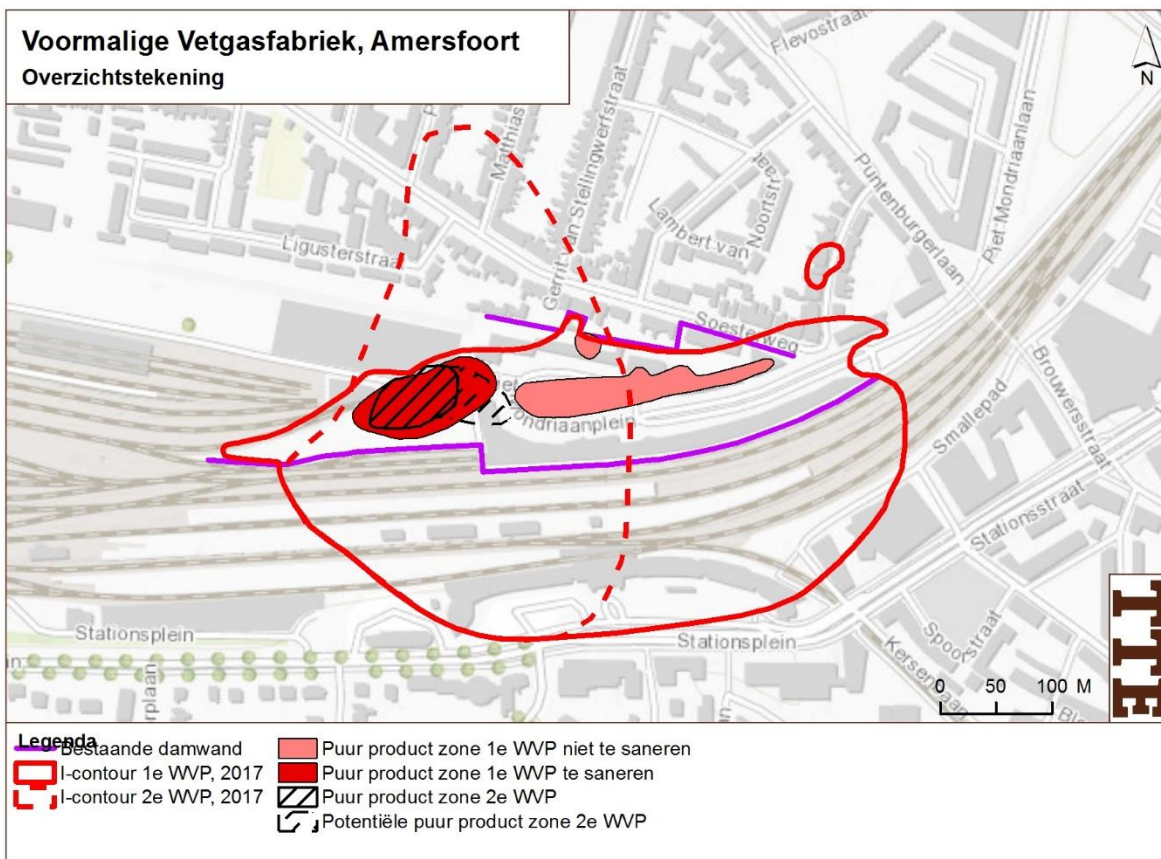 Voormalige Vetgasfabriek, Amersfoort
Overzichtstekening
N
Flevostraat
Matthias
Gerrit van Stellingwerfstraat
Lambert van
Noortstraat
Puntenburgerlaan
Piet Mondriaanlaan
Ligusterstraat
Soesterweg
Brouwersstraat
Smallepad
ondriaanplein
Stationsstraat
Stationsplein
Stationsplein
Spoorstraat
0 50 100 M
TTE
Legenda
Bestaande damwand
I-contour 1e WVP, 2017
I-contour 2e WVP, 2017
Puur product zone 1e WVP niet te saneren
Puur product zone 1e WVP te saneren
Puur product zone 2e WVP
Potentiële puur product zone 2e WVP